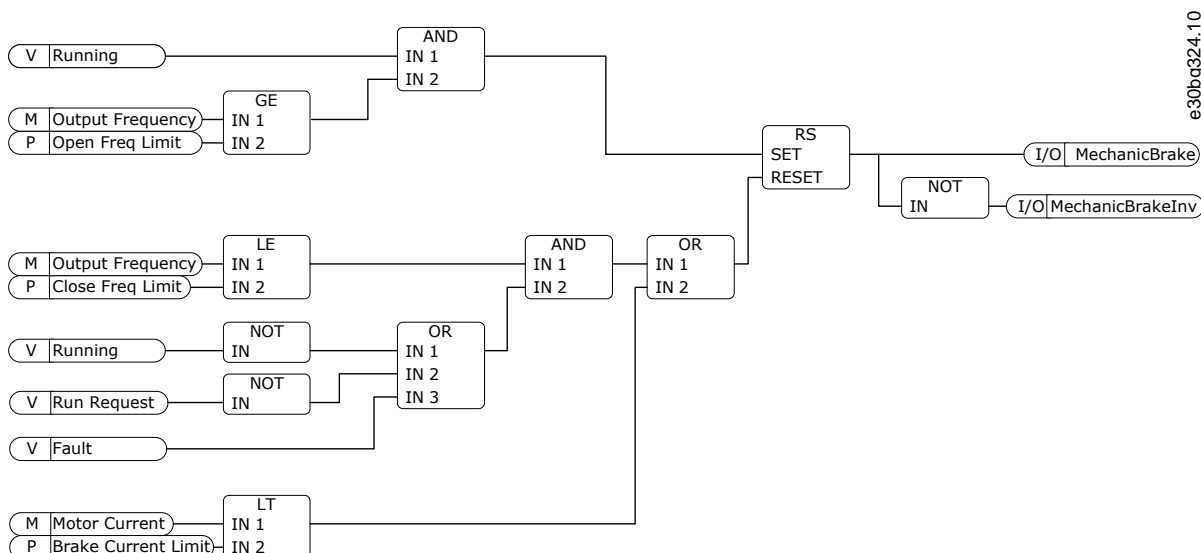 e30bg324.10
AND
V Running
IN 1
IN 2
GE
M Output Frequency
IN 1
P Open Freq Limit
IN 2
RS
SET
RESET
I/O MechanicBrake
NOT
IN
I/O MechanicBrakeInv
LE
M Output Frequency
IN 1
P Close Freq Limit
IN 2
AND
IN 1
IN 2
OR
IN 1
IN 2
NOT
V Running
IN
OR
IN 1
IN 2
IN 3
NOT
V Run Request
IN
V Fault
LT
M Motor Current
IN 1
P Brake Current Limit
IN 2